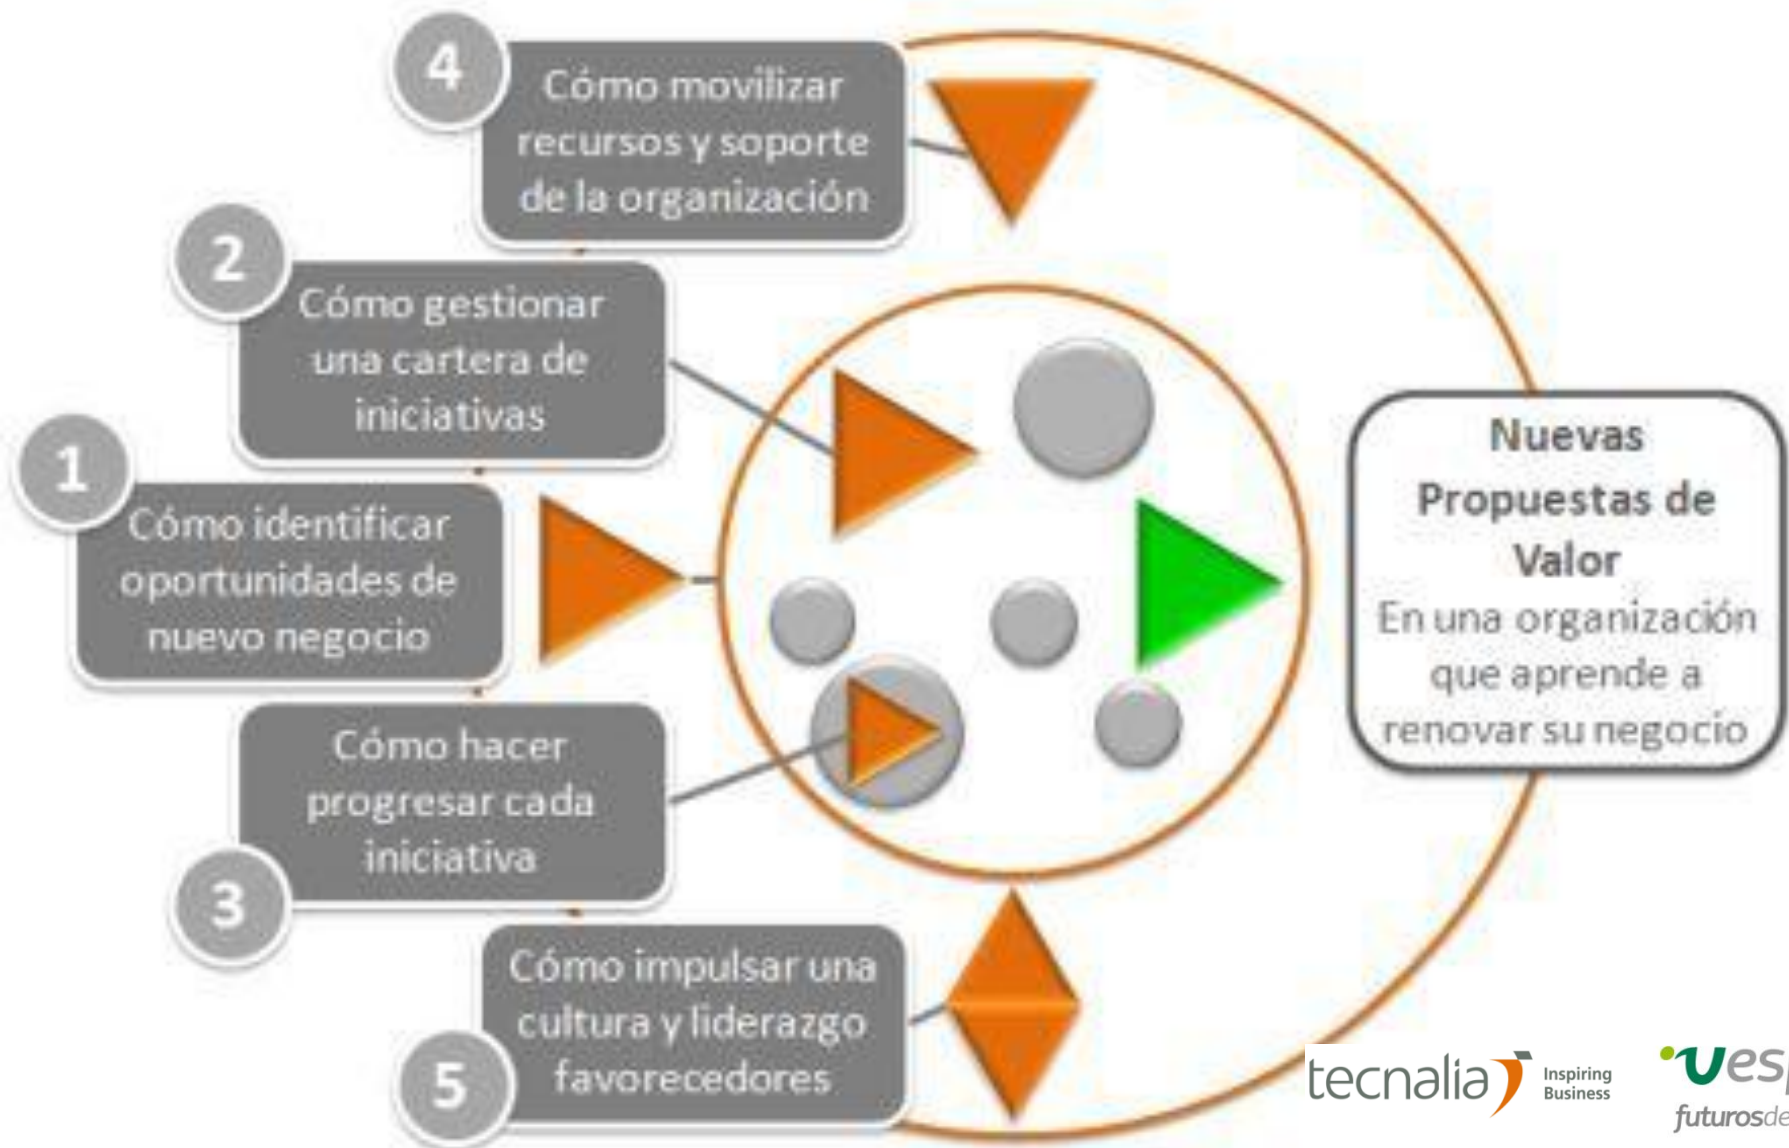 4
Cómo movilizar
recursos y soporte
de la organización
2
Cómo gestionar
una cartera de
iniciativas
1
Cómo identificar
oportunidades de
nuevo negocio
Cómo hacer
progresar cada
iniciativa
3
Cómo impulsar una
cultura y liderazgo
favorecedores
5
Nuevas
Propuestas de
Valor
En una organización
que aprende a
renovar su negocio
tecnalia
Inspiring
Business
futurosde